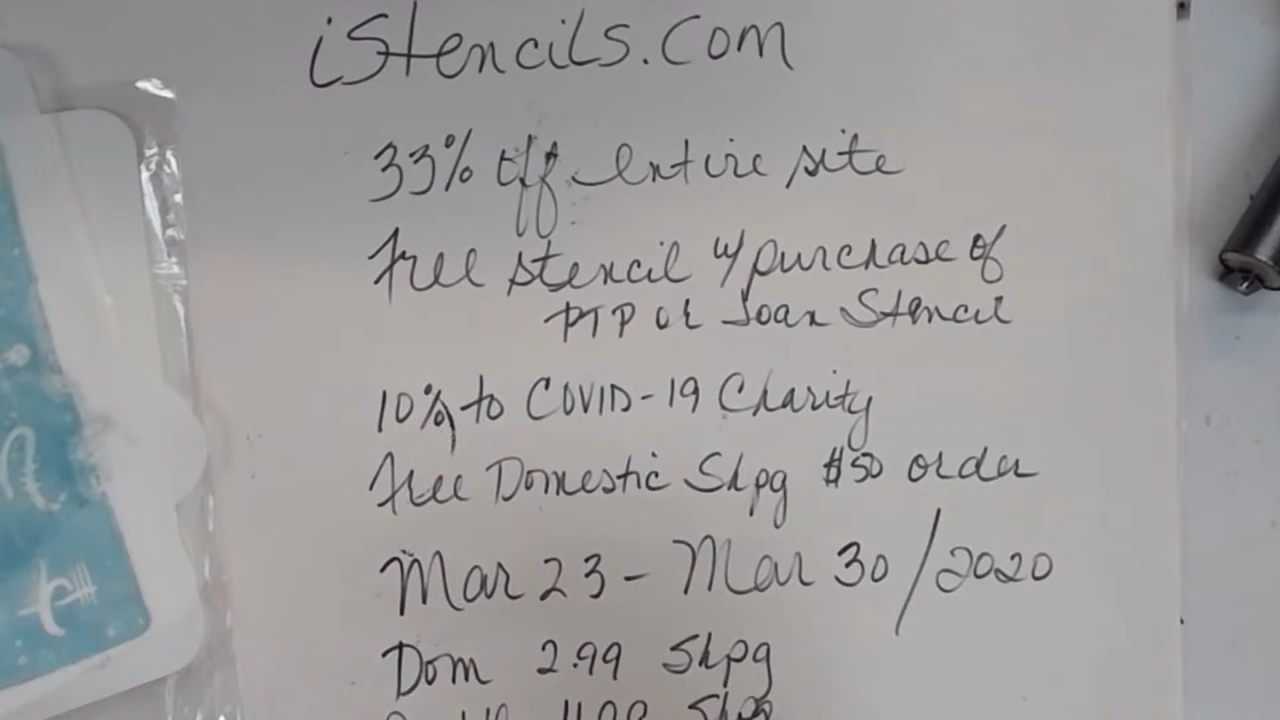 iStencils.com
33% off entire site
free stencil w/ purchase of
PTP or Joan Stencil
10% to COVID-19 Charity
free Domestic Shpg $50 order
Mar 23 - Mar 30/2020
Dom 2.99 Shpg
Shpg